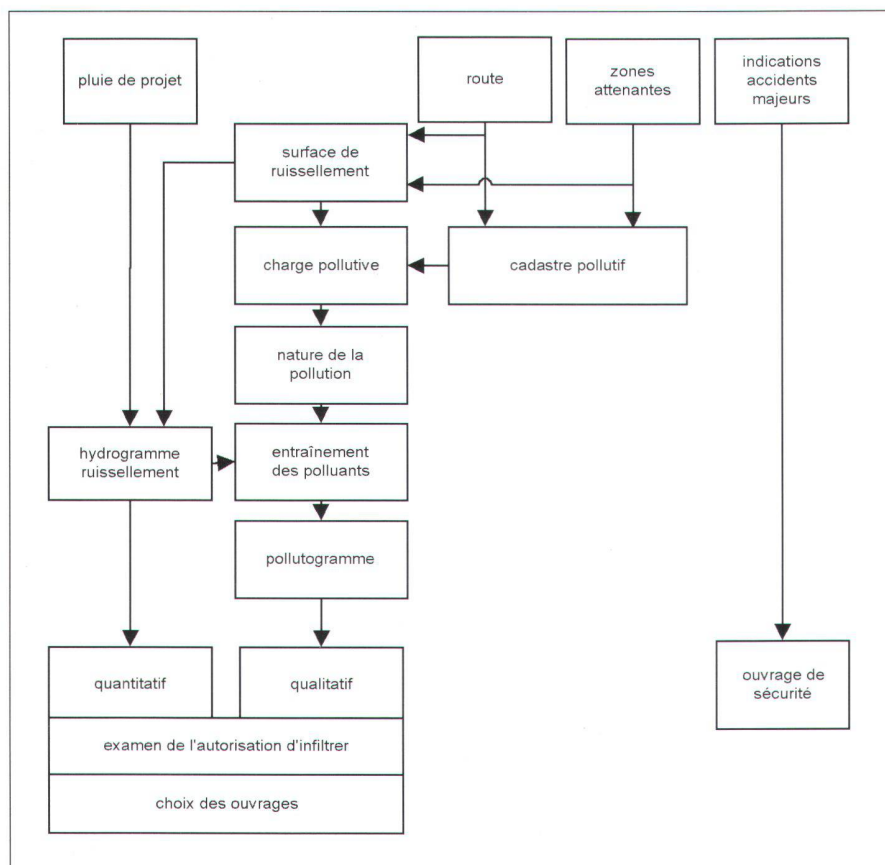 pluie de projet
route
zones
attenantes
indications
accidents
majeurs
surface de
ruissellement
charge pollutive
cadastre pollutif
nature de la
pollution
hydrogramme
ruissellement
entraînement
des polluants
pollutogramme
quantitatif
qualitatif
ouvrage de
sécurité
examen de l'autorisation d'infiltrer
choix des ouvrages